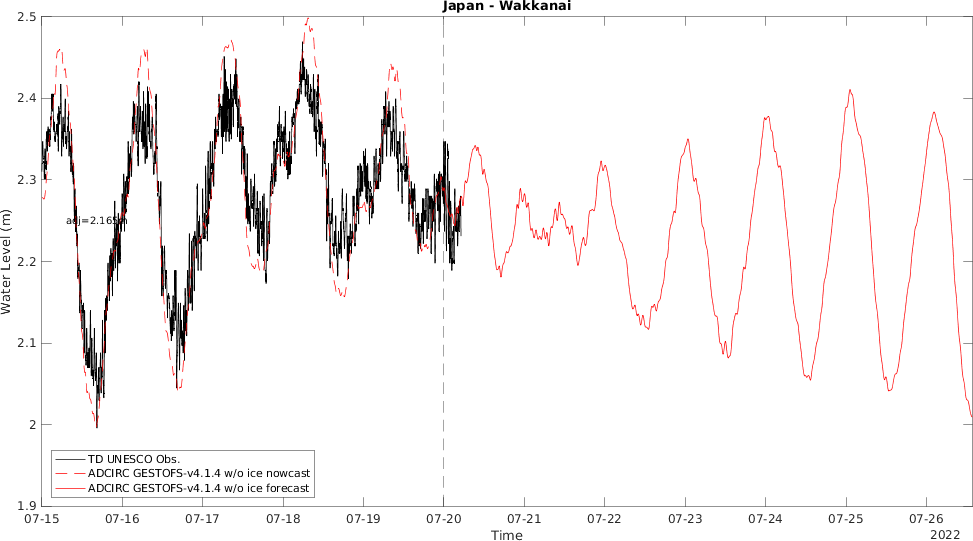 Japan - Wakkanai
2.5
2.4
2.3
2.2
2.1
2
1.9
Water Level (m)
adj=2.165m
TD UNESCO Obs.
ADCIRC GESTOFS-v4.1.4 w/o ice nowcast
ADCIRC GESTOFS-v4.1.4 w/o ice forecast
07-15 07-16 07-17 07-18 07-19 07-20 07-21 07-22 07-23 07-24 07-25 07-26
Time
2022